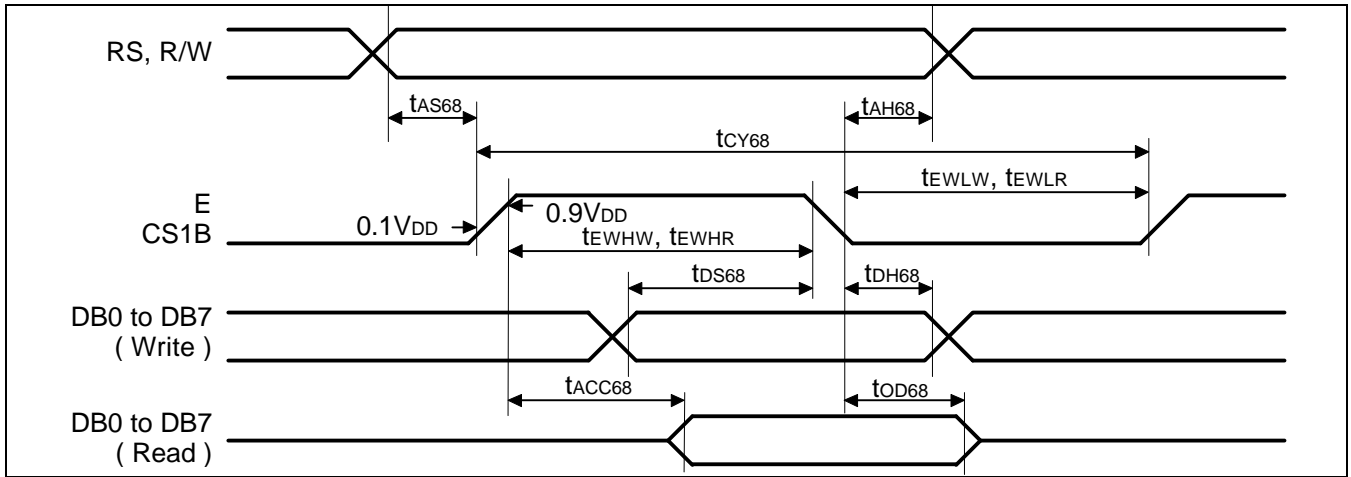 RS, R/W
tAS68
tAH68
tCY68
tEWLW, tEWLR
E
CS1B
0.1VDD
0.9VDD
tEWHW, tEWHR
tDS68
tDH68
DB0 to DB7
( Write )
tACC68
tOD68
DB0 to DB7
( Read )